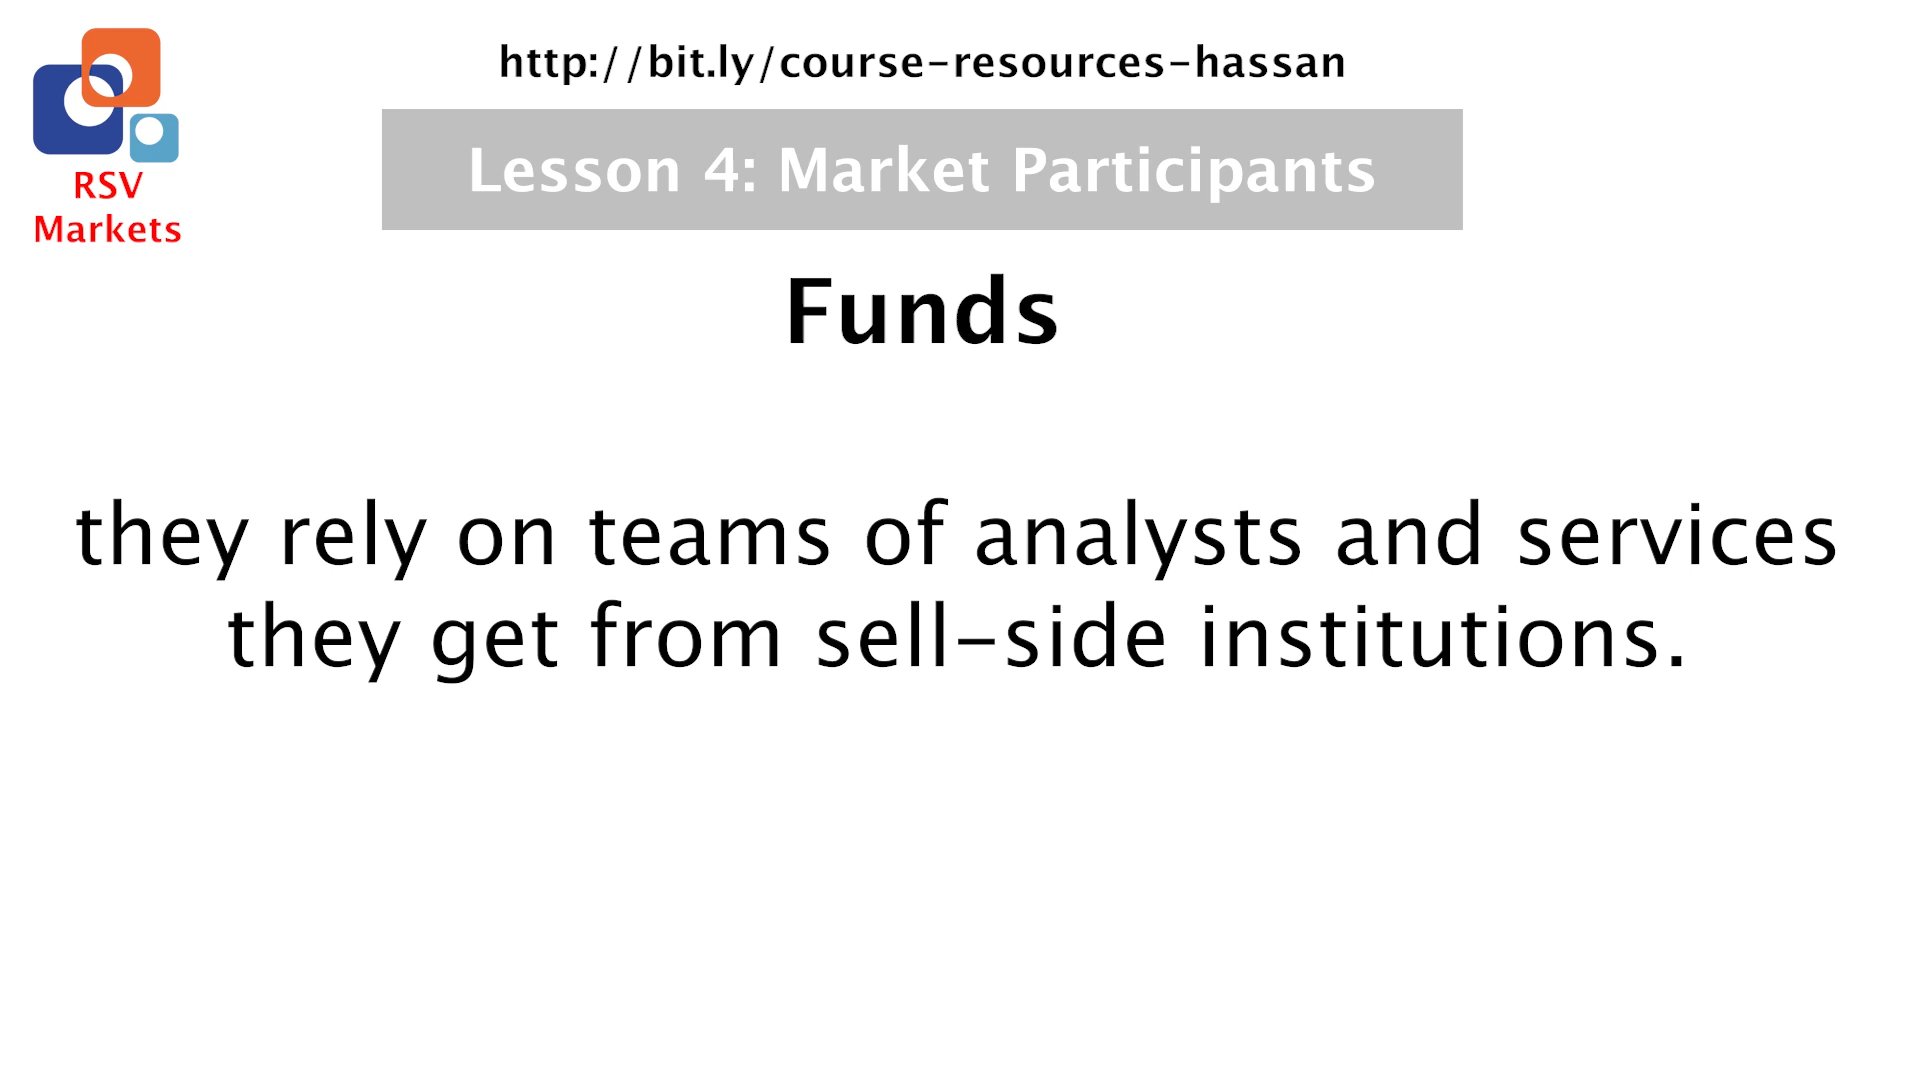 http://bit.ly/course-resources-hassan
RSV
Markets
Lesson 4: Market Participants
Funds
they rely on teams of analysts and services
they get from sell-side institutions.